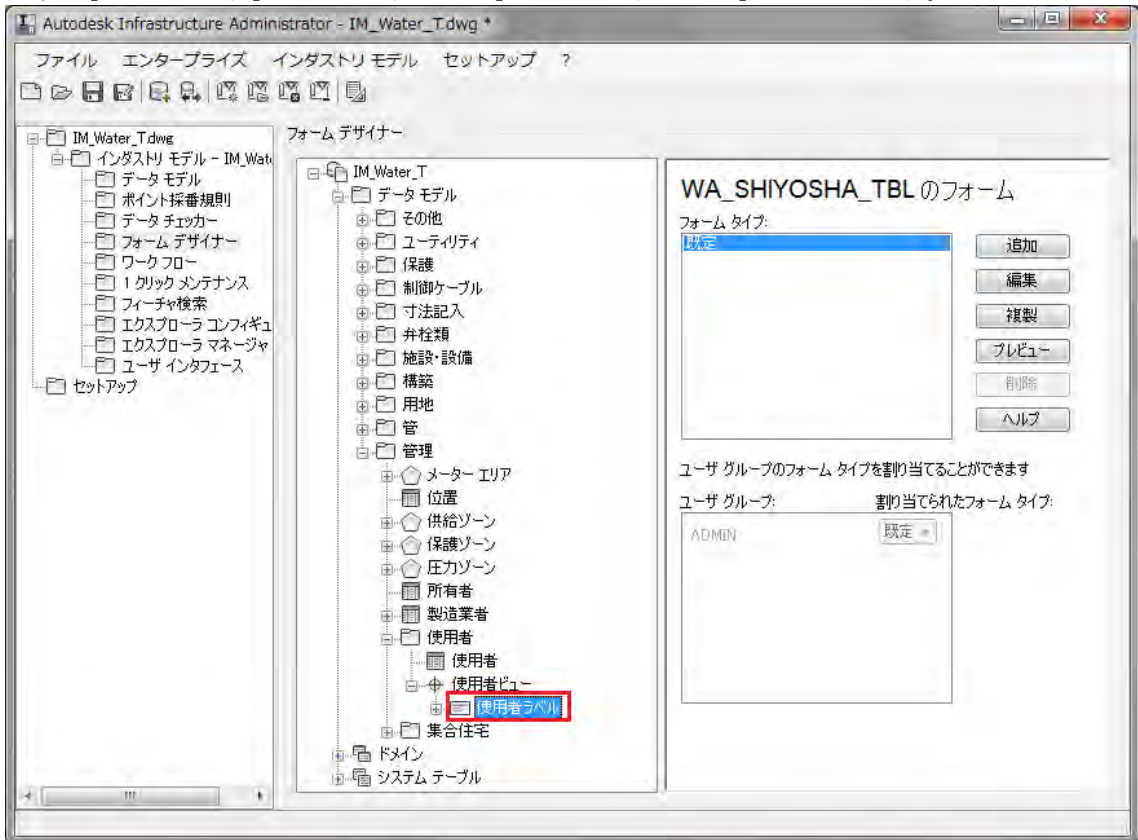 Autodesk Infrastructure Administrator - IM_Water_T.dwg *
ファイル エンタープライズ インダストリ モデル セットアップ ?
IM_Water_T.dwg
インダストリ モデル - IM_Wat
データ モデル
ポイント採番規則
データ チェッカー
フォーム デザイナー
ワーク フロー
1 クリック メンテナンス
フィーチャ検索
エクスプローラ コンフィギュ
エクスプローラ マネージャ
ユーザ インタフェース
セットアップ
フォーム デザイナー
IM_Water_T
データ モデル
その他
ユーティリティ
保護
制御ケーブル
寸法記入
弁栓類
施設・設備
構築
用地
管
管理
メーター エリア
位置
供給ゾーン
保護ゾーン
圧力ゾーン
所有者
製造業者
使用者
使用者
使用者ビュー
使用者ラベル
集合住宅
ドメイン
システム テーブル
WA_SHIYOSHA_TBL のフォーム
フォーム タイプ:
既定
追加
編集
複製
プレビュー
削除
ヘルプ
ユーザ グループのフォーム タイプを割り当てることができます
ユーザ グループ: 割り当てられたフォーム タイプ:
ADMIN 既定